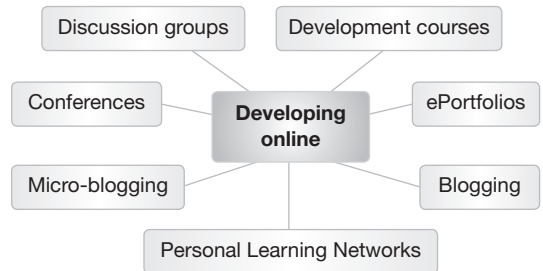 Discussion groups
Development courses
Conferences
Developing
online
ePortfolios
Micro-blogging
Blogging
Personal Learning Networks